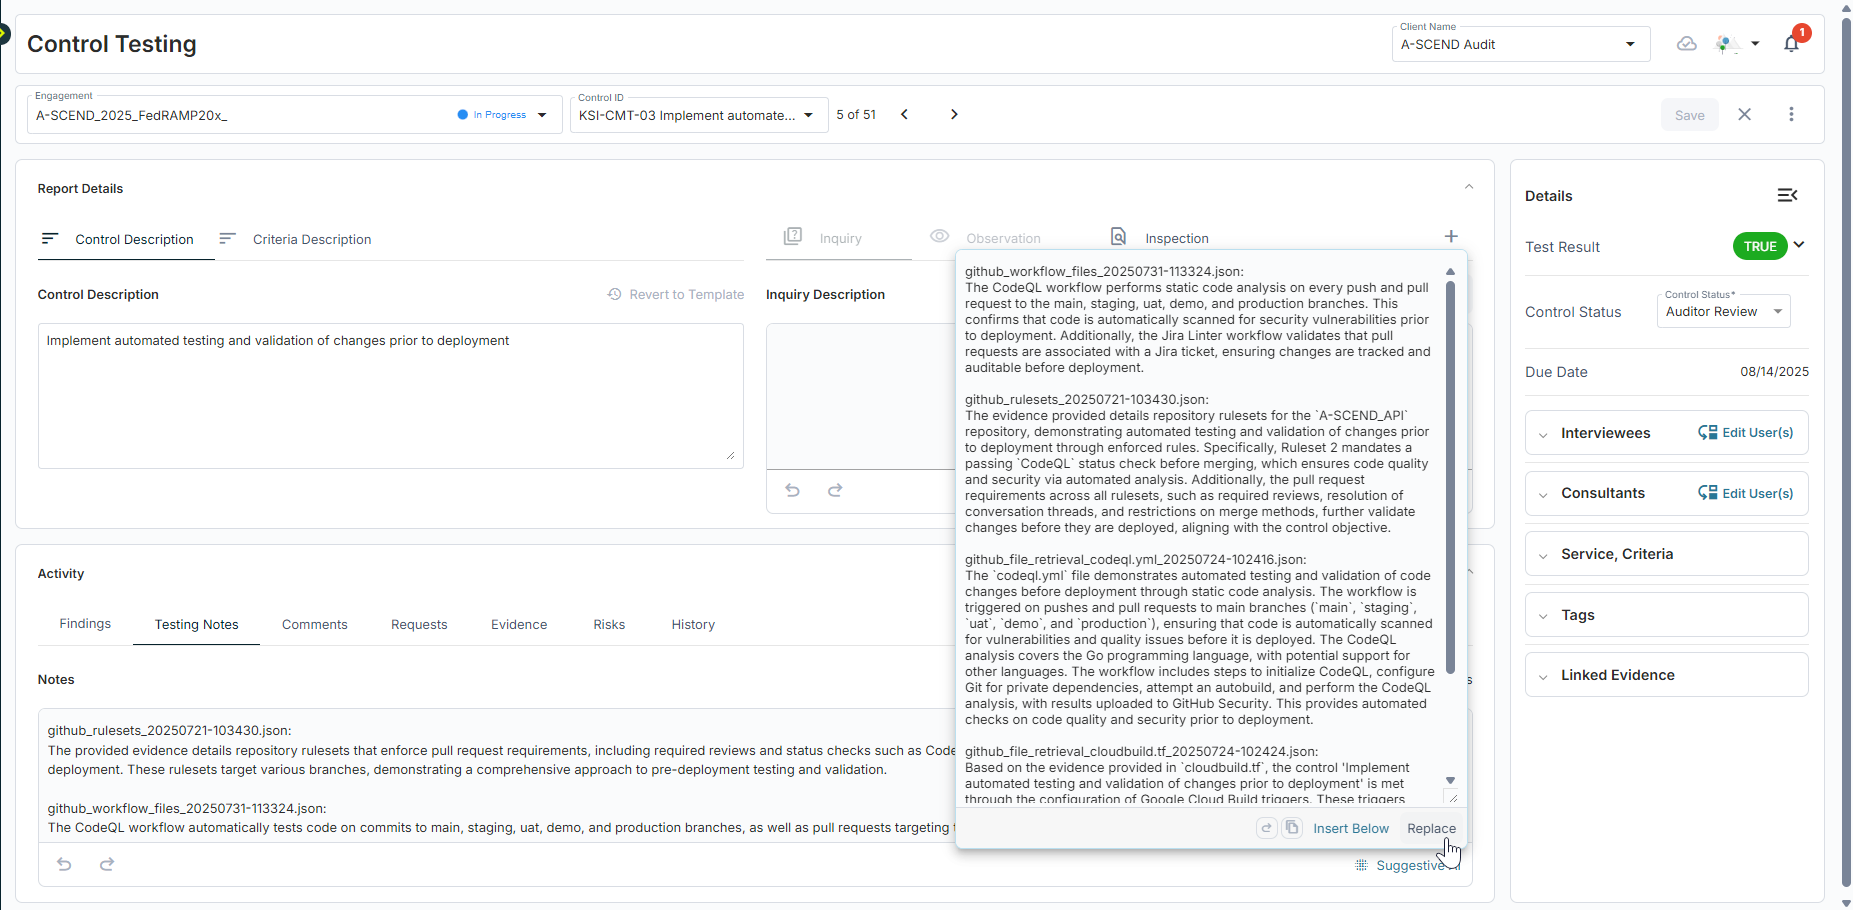 Control Testing
Client Name
A-SCEND Audit
1
Engagement
A-SCEND_2025_FedRAMP20x_
In Progress
Control ID
KSI-CMT-03 Implement automate...
5 of 51
Save
Report Details
Control Description
Criteria Description
Inquiry
Observation
Inspection
Control Description
Revert to Template
Inquiry Description
Implement automated testing and validation of changes prior to deployment
github_workflow_files_20250731-113324.json:
The CodeQL workflow performs static code analysis on every push and pull
request to the main, staging, uat, demo, and production branches. This
confirms that code is automatically scanned for security vulnerabilities prior
to deployment. Additionally, the Jira Linter workflow validates that pull
requests are associated with a Jira ticket, ensuring changes are tracked and
auditable before deployment.
github_rulesets_20250721-103430.json:
The evidence provided details repository rulesets for the `A-SCEND_API`
repository, demonstrating automated testing and validation of changes prior
to deployment through enforced rules. Specifically, Ruleset 2 mandates a
passing `CodeQL` status check before merging, which ensures code quality
and security via automated analysis. Additionally, the pull request
requirements across all rulesets, such as required reviews, resolution of
conversation threads, and restrictions on merge methods, further validate
changes before they are deployed, aligning with the control objective.
github_file_retrieval_codeql.yml_20250724-102416.json:
The `codeql.yml` file demonstrates automated testing and validation of code
changes before deployment through static code analysis. The workflow is
triggered on pushes and pull requests to main branches (`main`, `staging`,
`uat`, `demo`, and `production`), ensuring that code is automatically scanned
for vulnerabilities and quality issues before it is deployed. The CodeQL
analysis covers the Go programming language, with potential support for
other languages. The workflow includes steps to initialize CodeQL, configure
Git for private dependencies, attempt an autobuild, and perform the CodeQL
analysis, with results uploaded to GitHub Security. This provides automated
checks on code quality and security prior to deployment.
github_file_retrieval_cloudbuild.tf_20250724-102424.json:
Based on the evidence provided in `cloudbuild.tf`, the control 'Implement
automated testing and validation of changes prior to deployment' is met
through the configuration of Google Cloud Build triggers. These triggers
Insert Below
Replace
Activity
Findings
Testing Notes
Comments
Requests
Evidence
Risks
History
Notes
github_rulesets_20250721-103430.json:
The provided evidence details repository rulesets that enforce pull request requirements, including required reviews and status checks such as Code
deployment. These rulesets target various branches, demonstrating a comprehensive approach to pre-deployment testing and validation.
github_workflow_files_20250731-113324.json:
The CodeQL workflow automatically tests code on commits to main, staging, uat, demo, and production branches, as well as pull requests targeting
Suggestive
Details
Test Result
TRUE
Control Status
Control Status*
Auditor Review
Due Date
08/14/2025
Interviewees
Edit User(s)
Consultants
Edit User(s)
Service, Criteria
Tags
Linked Evidence